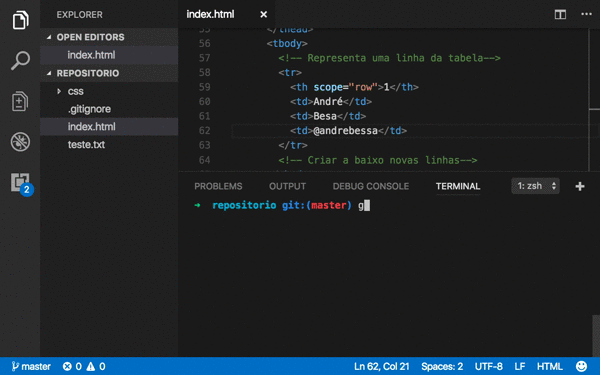 EXPLORER
OPEN EDITORS
index.html
REPOSITORIO
css
.gitignore
index.html
teste.txt
2
index.html
55 </thead>
56 <tbody>
57 <!-- Representa uma linha da tabela-->
58 <tr>
59 <th scope="row">1</th>
60 <td>André</td>
61 <td>Besa</td>
62 <td>@andrebessa</td>
63 </tr>
64 <!-- Criar a baixo novas linhas-->
PROBLEMS OUTPUT DEBUG CONSOLE TERMINAL 1: zsh
➜ repositorio git:(master) g
master 0 0 Ln 62, Col 21 Spaces: 2 UTF-8 LF HTML